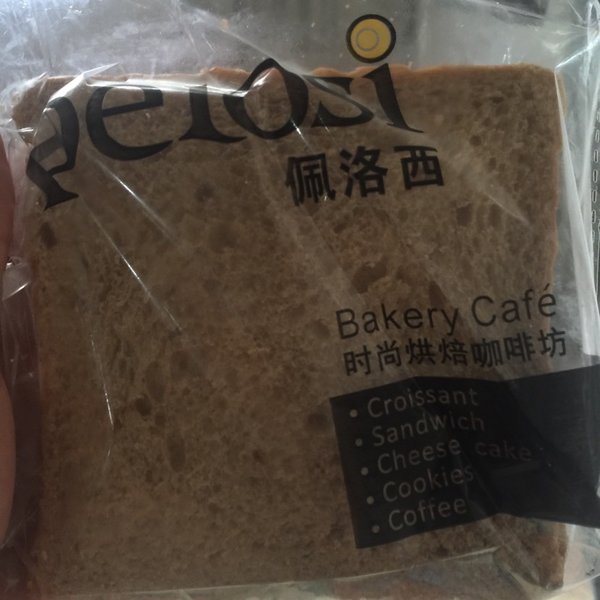 pelosi
佩洛西
Bakery Café
时尚烘焙咖啡坊
• Croissant
• Sandwich
• Cheese cake
• Cookies
• Coffee